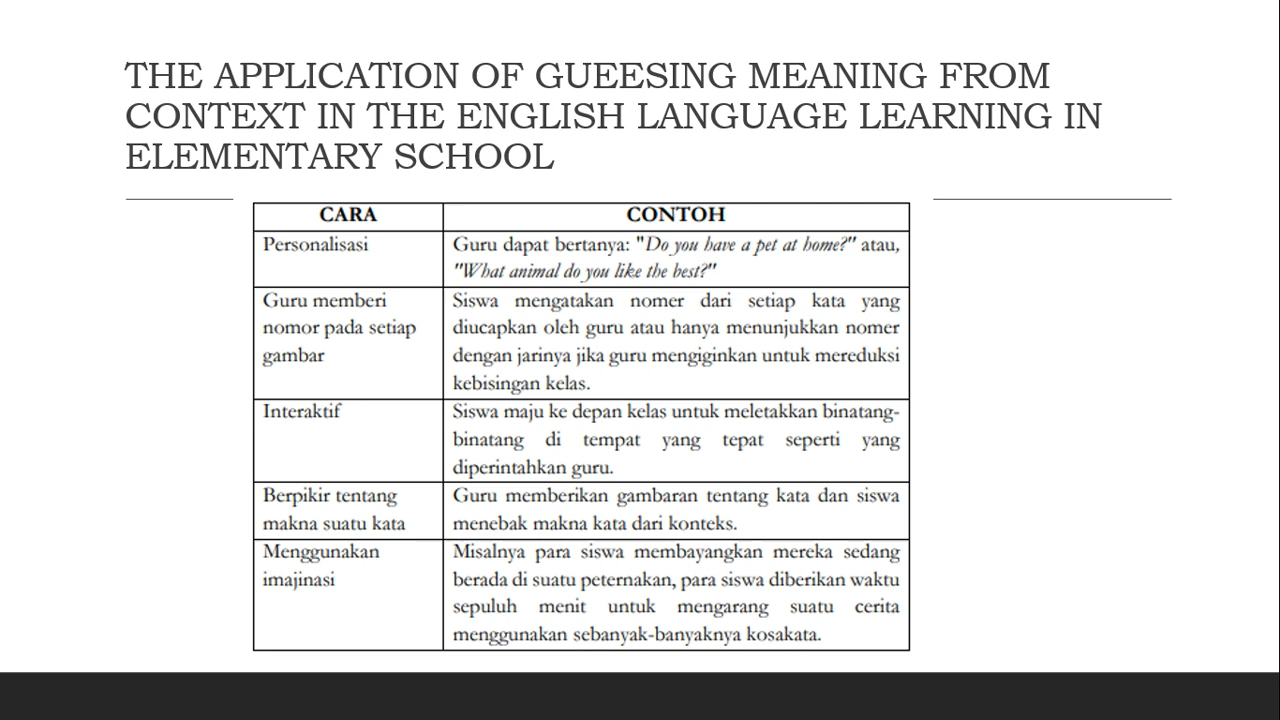 THE APPLICATION OF GUEESING MEANING FROM
CONTEXT IN THE ENGLISH LANGUAGE LEARNING IN
ELEMENTARY SCHOOL
CARA
CONTOH
Personalisasi
Guru dapat bertanya: "Do you have a pet at home?" atau,
"What animal do you like the best?"
Guru memberi
nomor pada setiap
gambar
Siswa mengatakan nomer dari setiap kata yang
diucapkan oleh guru atau hanya menunjukkan nomer
dengan jarinya jika guru mengiginkan untuk mereduksi
kebisingan kelas.
Interaktif
Siswa maju ke depan kelas untuk meletakkan binatang-
binatang di tempat yang tepat seperti yang
diperintahkan guru.
Berpikir tentang
makna suatu kata
Guru memberikan gambaran tentang kata dan siswa
menebak makna kata dari konteks.
Menggunakan
imajinasi
Misalnya para siswa membayangkan mereka sedang
berada di suatu peternakan, para siswa diberikan waktu
sepuluh menit untuk mengarang suatu cerita
menggunakan sebanyak-banyaknya kosakata.